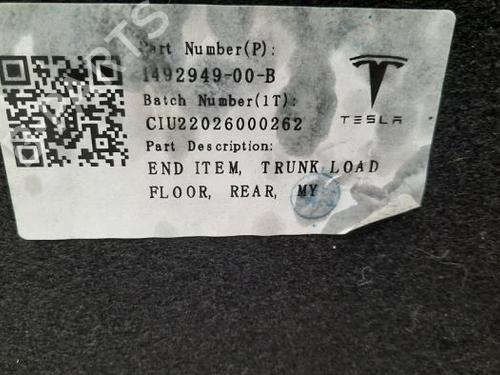 Part Number(P):
1492949-00-B
Batch Number(1T):
CIU22026000262
TESLA
Part Description:
END ITEM, TRUNK LOAD
FLOOR, REAR, MY